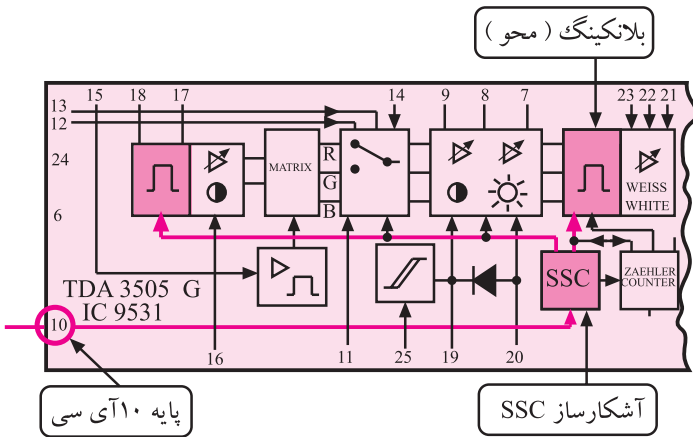 بلانکینگ ( محو )
15 18 17 14 9 8 7 23 22 21
13
12
24
6
MATRIX
R
G
B
WEISS
WHITE
TDA 3505 G
IC 9531
SSC
ZAEHLER
COUNTER
10
16 11 25 19 20
پایه ۱۰آی سی
آشکارساز SSC